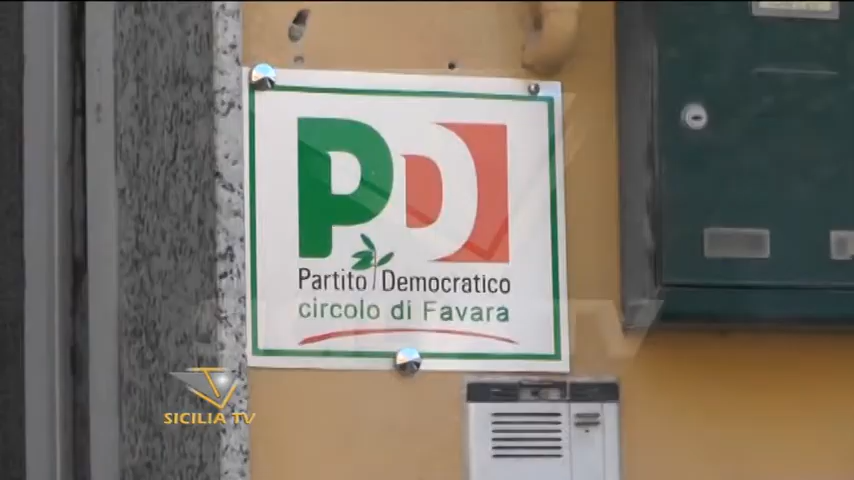 PD
Partito Democratico
circolo di Favara
SICILIA TV